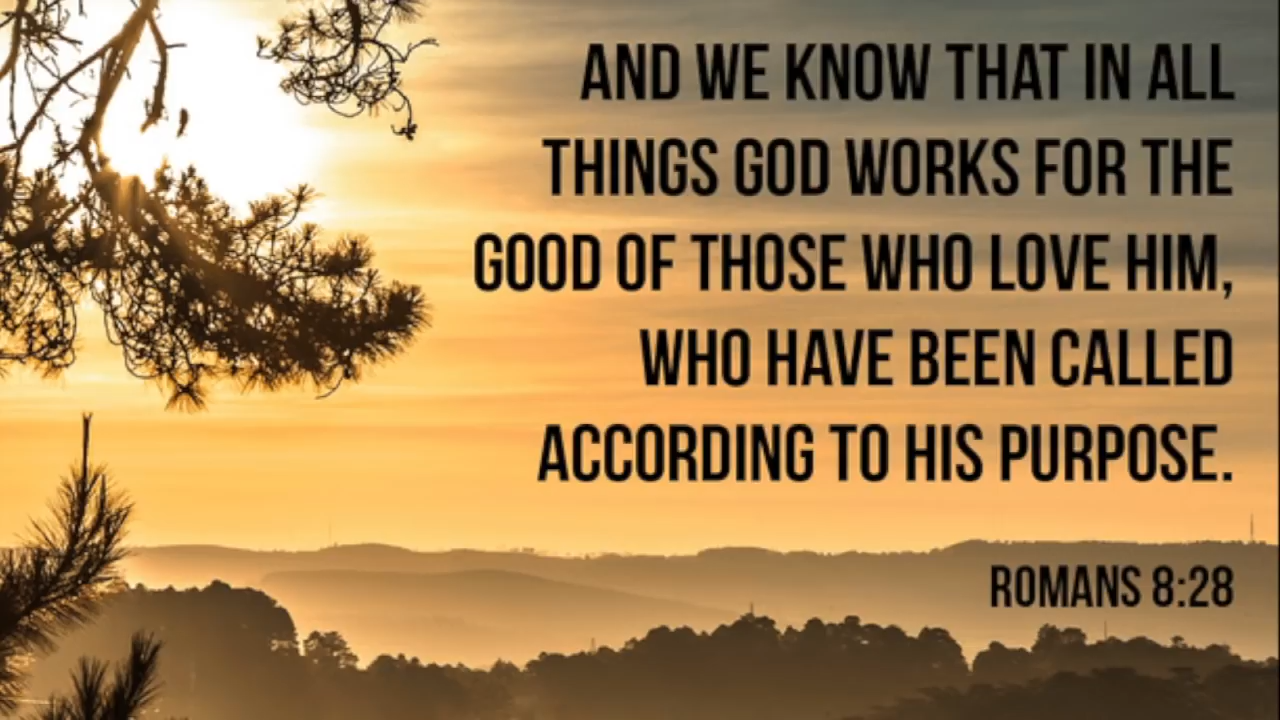 AND WE KNOW THAT IN ALL
THINGS GOD WORKS FOR THE
GOOD OF THOSE WHO LOVE HIM,
WHO HAVE BEEN CALLED
ACCORDING TO HIS PURPOSE.
ROMANS 8:28